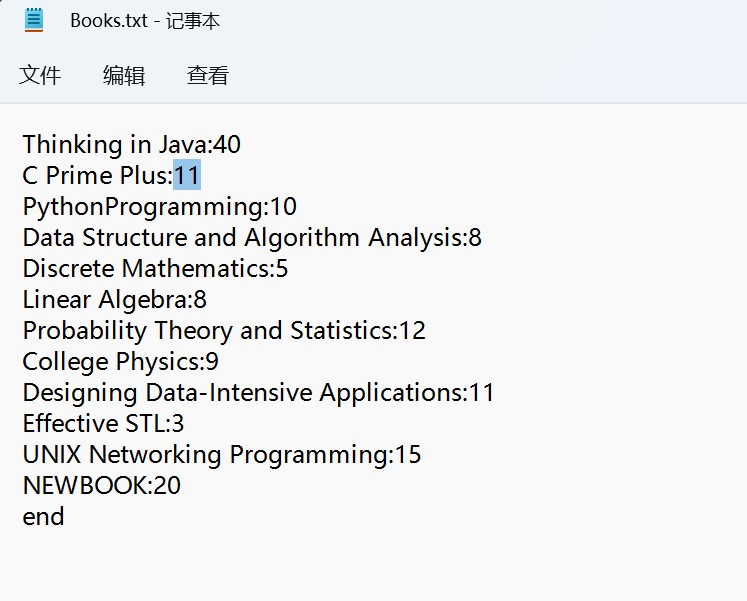 Books.txt - 记事本
文件 编辑 查看
Thinking in Java:40
C Prime Plus:11
PythonProgramming:10
Data Structure and Algorithm Analysis:8
Discrete Mathematics:5
Linear Algebra:8
Probability Theory and Statistics:12
College Physics:9
Designing Data-Intensive Applications:11
Effective STL:3
UNIX Networking Programming:15
NEWBOOK:20
end